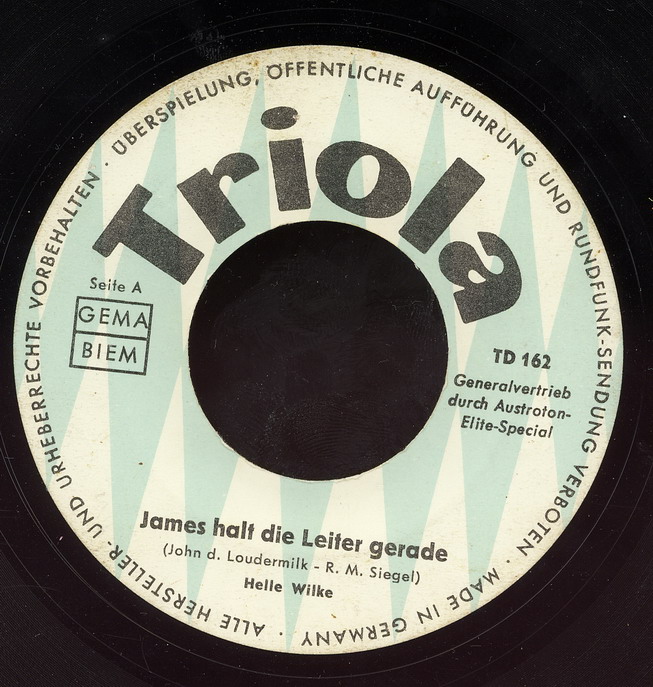 ALLE HERSTELLER- UND URHEBERRECHTE VORBEHALTEN · ÜBERSPIELUNG, ÖFFENTLICHE AUFFÜHRUNG UND RUNDFUNK-SENDUNG VERBOTEN · MADE IN GERMANY ·
Triola
Seite A
GEMA
BIEM
TD 162
Generalvertrieb
durch Austroton-
Elite-Special
James halt die Leiter gerade
(John d. Loudermilk - R. M. Siegel)
Helle Wilke